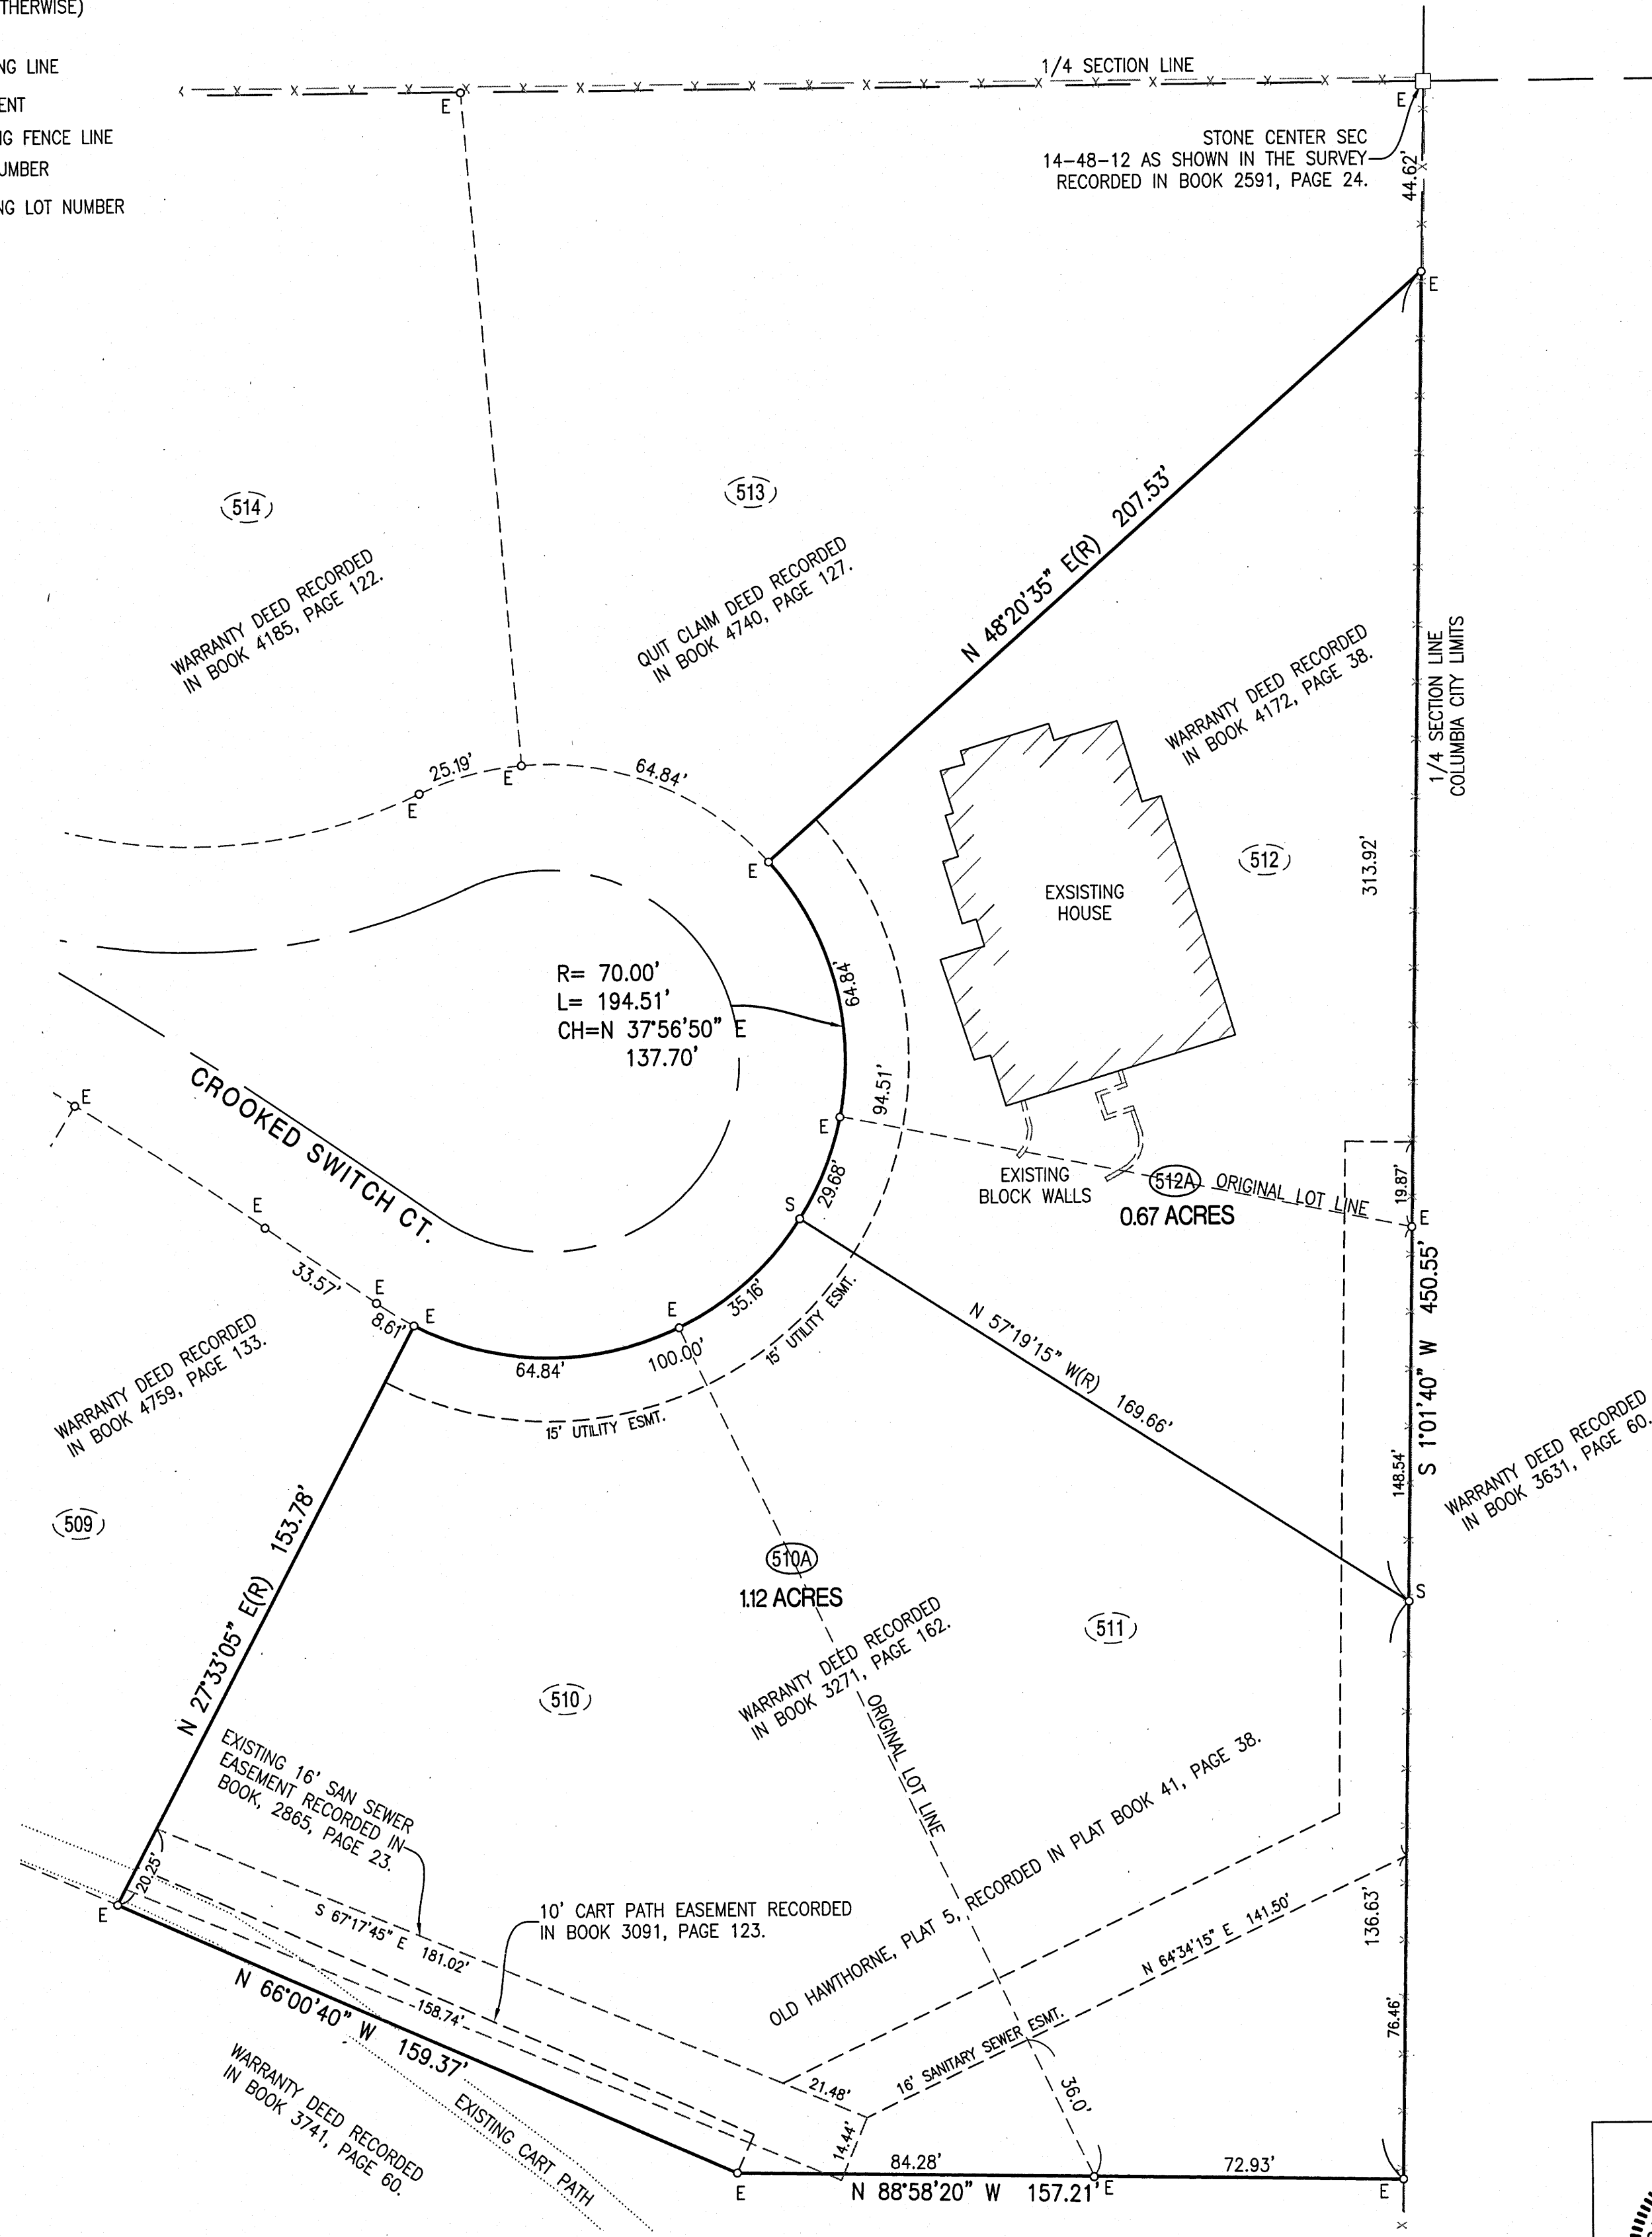 THERWISE)
NG LINE
ENT
NG FENCE LINE
UMBER
NG LOT NUMBER
1/4 SECTION LINE
E
E
STONE CENTER SEC
14-48-12 AS SHOWN IN THE SURVEY
RECORDED IN BOOK 2591, PAGE 24.
44.62'
E
514
WARRANTY DEED RECORDED
IN BOOK 4185, PAGE 122.
513
QUIT CLAIM DEED RECORDED
IN BOOK 4740, PAGE 127.
N 48°20'35" E(R) 207.53'
WARRANTY DEED RECORDED
IN BOOK 4172, PAGE 38.
1/4 SECTION LINE
COLUMBIA CITY LIMITS
25.19'
E
E
64.84'
E
512
313.92'
EXSISTING
HOUSE
R= 70.00'
L= 194.51'
CH=N 37°56'50" E
137.70'
64.84'
94.51'
E
CROOKED SWITCH CT.
E
E
33.57'
E
8.61'
E
29.68'
S
EXISTING
BLOCK WALLS
512A
ORIGINAL LOT LINE
0.67 ACRES
19.87'
E
35.16'
E
15' UTILITY ESMT.
64.84'
100.00'
15' UTILITY ESMT.
N 57°19'15" W(R) 169.66'
S 1°01'40" W 450.55'
148.54'
S
WARRANTY DEED RECORDED
IN BOOK 4759, PAGE 133.
509
WARRANTY DEED RECORDED
IN BOOK 3631, PAGE 60.
N 27°33'05" E(R) 153.78'
510A
1.12 ACRES
WARRANTY DEED RECORDED
IN BOOK 3271, PAGE 162.
511
510
ORIGINAL LOT LINE
EXISTING 16' SAN SEWER
EASEMENT RECORDED IN
BOOK, 2865, PAGE 23.
OLD HAWTHORNE, PLAT 5, RECORDED IN PLAT BOOK 41, PAGE 38.
20.25'
E
S 67°17'45" E 181.02'
10' CART PATH EASEMENT RECORDED
IN BOOK 3091, PAGE 123.
N 64°34'15" E 141.50'
136.63'
N 66°00'40" W 159.37'
158.74'
16' SANITARY SEWER ESMT.
76.46'
WARRANTY DEED RECORDED
IN BOOK 3741, PAGE 60.
EXISTING CART PATH
21.48'
14.44'
36.0'
84.28'
72.93'
E
N 88°58'20" W 157.21'
E
E